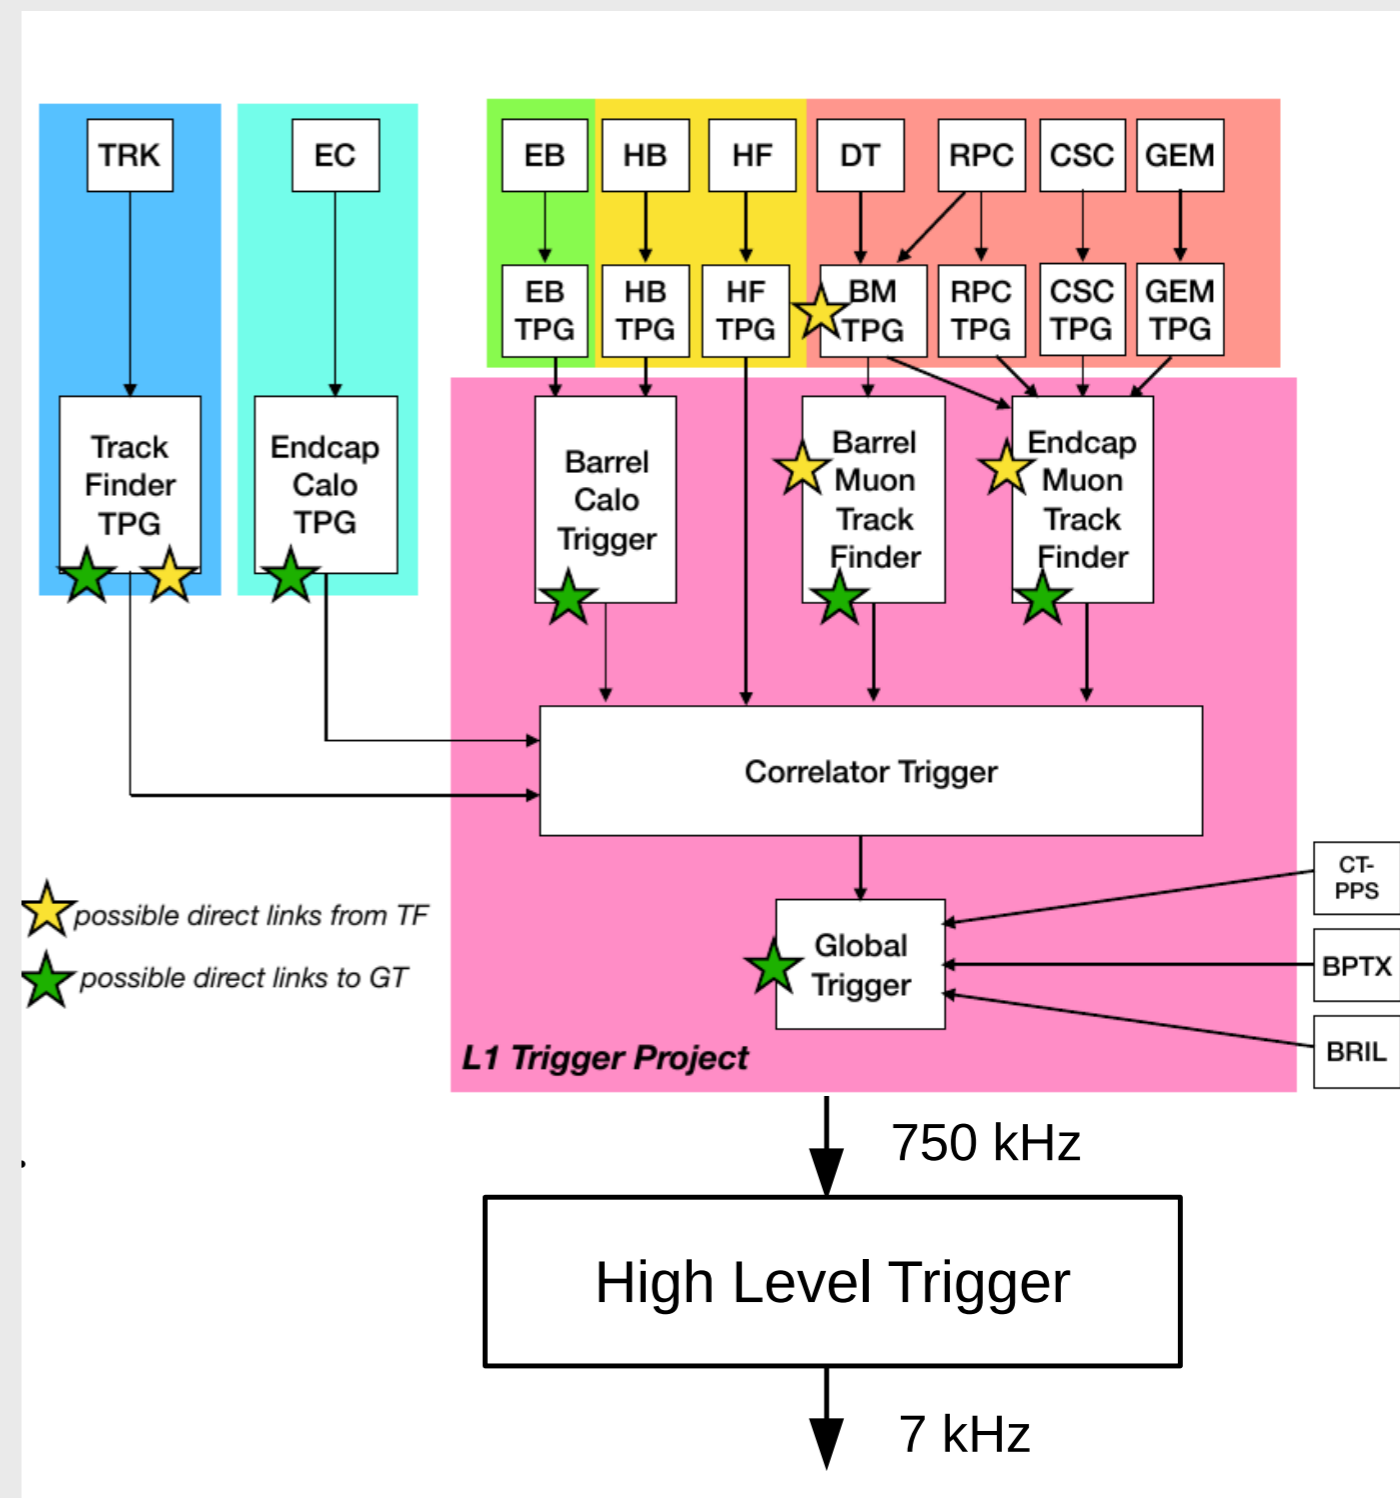 TRK
EC
EB
HB
HF
DT
RPC
CSC
GEM
EB
TPG
HB
TPG
HF
TPG
BM
TPG
RPC
TPG
CSC
TPG
GEM
TPG
Track
Finder
TPG
Endcap
Calo
TPG
Barrel
Calo
Trigger
Barrel
Muon
Track
Finder
Endcap
Muon
Track
Finder
Correlator Trigger
possible direct links from TF
possible direct links to GT
Global
Trigger
CT-
PPS
BPTX
BRIL
L1 Trigger Project
750 kHz
High Level Trigger
7 kHz